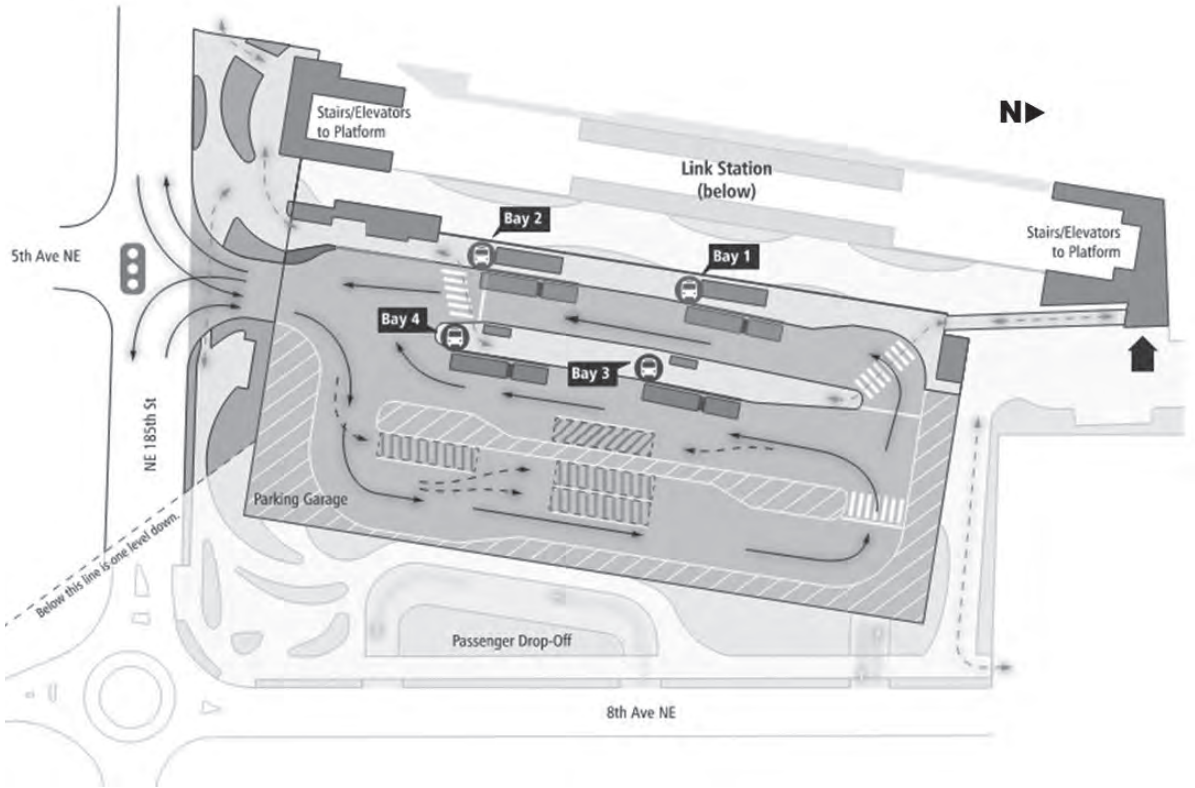 N
Stairs/Elevators
to Platform
Link Station
(below)
Bay 2
Stairs/Elevators
to Platform
5th Ave NE
Bay 1
Bay 4
Bay 3
NE 185th St
Parking Garage
Below this line is one level down.
Passenger Drop-Off
8th Ave NE